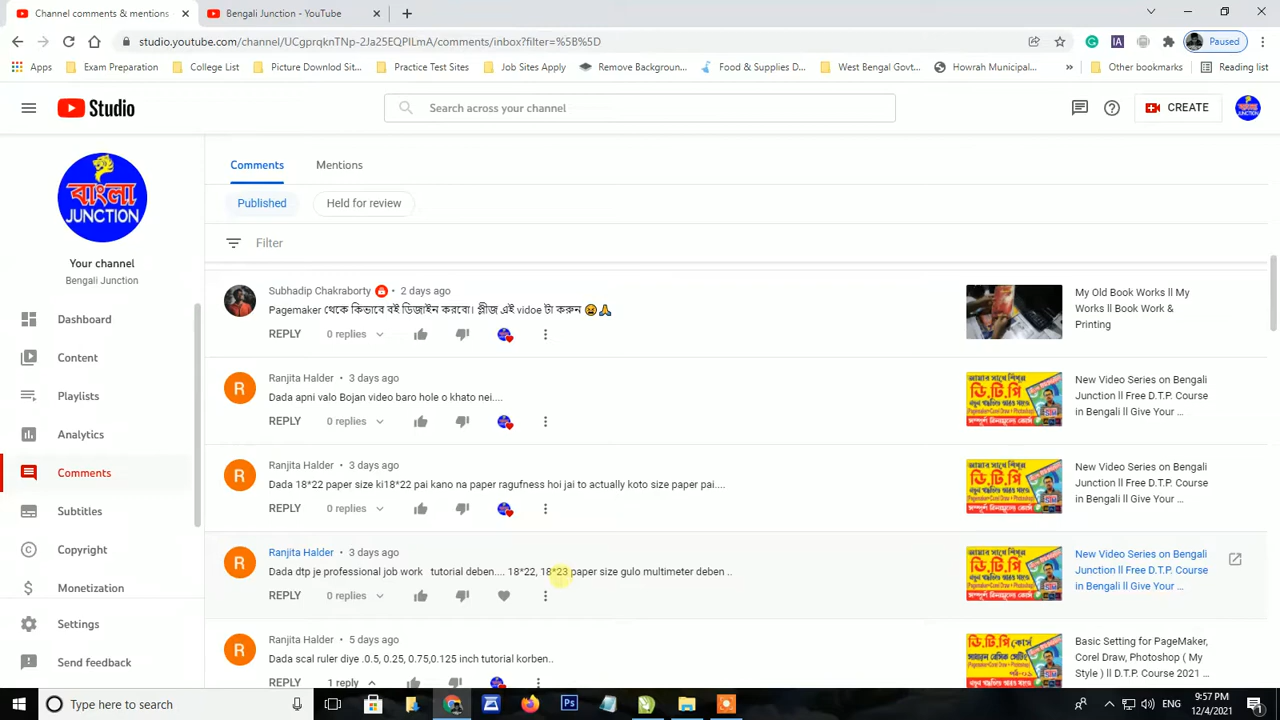 Channel comments & mentions
Bengali Junction - YouTube
studio.youtube.com/channel/UCgprqknTNp-2Ja25EQPILmA/comments/inbox?filter=%5B%5D
Paused
Apps
Exam Preparation
College List
Picture Downlod Sit...
Practice Test Sites
Job Sites Apply
Remove Backgroun...
Food & Supplies D...
West Bengal Govt...
Howrah Municipal...
»
Other bookmarks
Reading list
Studio
Search across your channel
CREATE
বাংলা
JUNCTION
Your channel
Bengali Junction
Dashboard
Content
Playlists
Analytics
Comments
Subtitles
Copyright
Monetization
Settings
Send feedback
Comments
Mentions
Published
Held for review
Filter
Subhadip Chakraborty • 2 days ago
Pagemaker থেকে কিভাবে বই ডিজাইন করবো। প্লীজ এই vidoe টা করুন 😫🙏
REPLY 0 replies
My Old Book Works ll My
Works ll Book Work &
Printing
R
Ranjita Halder • 3 days ago
Dada apni valo Bojan video baro hole o khato nei....
REPLY 0 replies
New Video Series on Bengali
Junction ll Free D.T.P. Course
in Bengali ll Give Your ...
R
Ranjita Halder • 3 days ago
Dada 18*22 paper size ki18*22 pai kano na paper ragufness hoi jai to actually koto size paper pai....
REPLY 0 replies
New Video Series on Bengali
Junction ll Free D.T.P. Course
in Bengali ll Give Your ...
R
Ranjita Halder • 3 days ago
je professional job work tutorial deben.... 18*22, 18*23 paper size gulo multimeter deben ..
REPLY 0 replies
New Video Series on Bengali
Junction ll Free D.T.P. Course
in Bengali ll Give Your ...
R
Ranjita Halder • 5 days ago
Dada scal ruler diye .0.5, 0.25, 0.75,0.125 inch tutorial korben..
REPLY 1 reply
Basic Setting for PageMaker,
Corel Draw, Photoshop ( My
Style ) ll D.T.P. Course 2021 ...
Type here to search
ENG
9:57 PM
12/4/2021